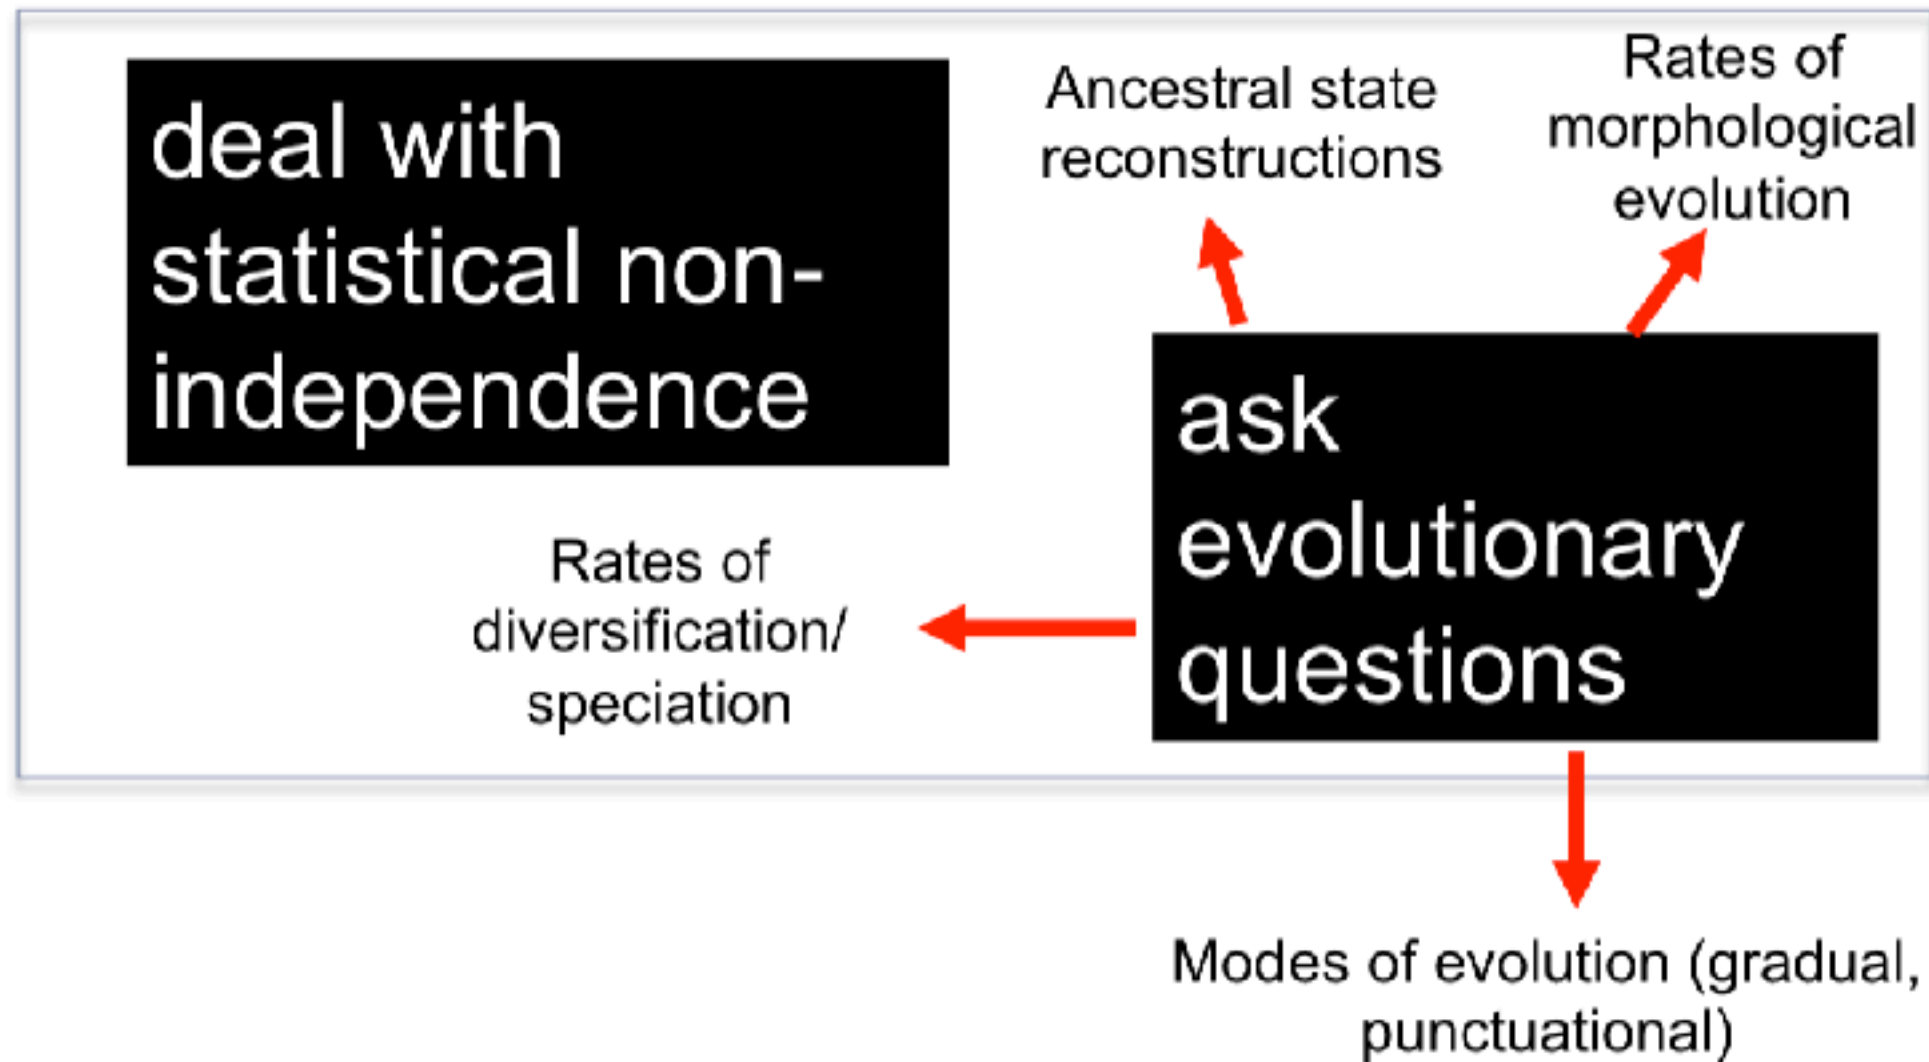 deal with
statistical non-
independence
Ancestral state
reconstructions
Rates of
morphological
evolution
ask
evolutionary
questions
Rates of
diversification/
speciation
Modes of evolution (gradual,
punctuational)